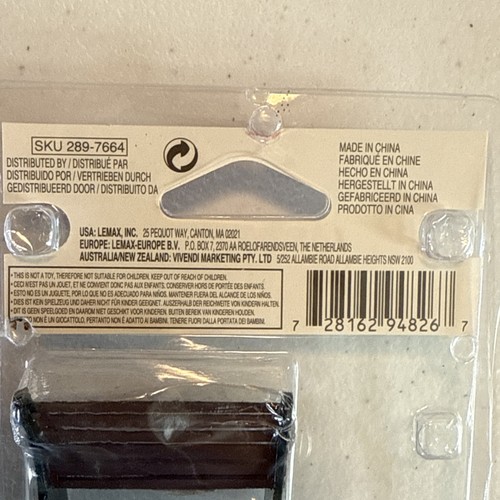 SKU 289-7664
DISTRIBUTED BY / DISTRIBUÉ PAR
DISTRIBUIDO POR / VERTRIEBEN DURCH
GEDISTRIBUEERD DOOR / DISTRIBUITO DA
MADE IN CHINA
FABRIQUÉ EN CHINE
HECHO EN CHINA
HERGESTELLT IN CHINA
GEFABRICEERD IN CHINA
PRODOTTO IN CINA
USA: LEMAX, INC. 25 PEQUOT WAY, CANTON, MA 02021
EUROPE: LEMAX-EUROPE B.V. P.O. BOX 7, 2370 AA ROELOFARENDSVEEN, THE NETHERLANDS
AUSTRALIA/NEW ZEALAND: VIVENDI MARKETING PTY. LTD 5/252 ALLAMBIE ROAD ALLAMBIE HEIGHTS NSW 2100
• THIS IS NOT A TOY, THEREFORE NOT SUITABLE FOR CHILDREN. KEEP OUT OF REACH OF CHILDREN.
• CECI N'EST PAS UN JOUET, ET NE CONVIENT DONC PAS AUX ENFANTS. CONSERVER HORS DE PORTÉE DES ENFANTS.
• ESTO NO ES UN JUGUETE, POR LO QUE NO ES ADECUADO PARA NIÑOS. MANTENER FUERA DEL ALCANCE DE LOS NIÑOS.
• DIES IST KEIN SPIELZEUG UND DAHER NICHT FÜR KINDER GEEIGNET. AUSSERHALB DER REICHWEITE VON KINDERN HALTEN.
DIT IS GEEN SPEELGOED EN DAAROM NIET GESCHIKT VOOR KINDEREN. BUITEN BEREIK VAN KINDEREN HOUDEN.
NON È UN GIOCATTOLO, PERTANTO NON È ADATTO AI BAMBINI. TENERE FUORI DALLA PORTATA DEI BAMBINI.
7 28162 94826 7